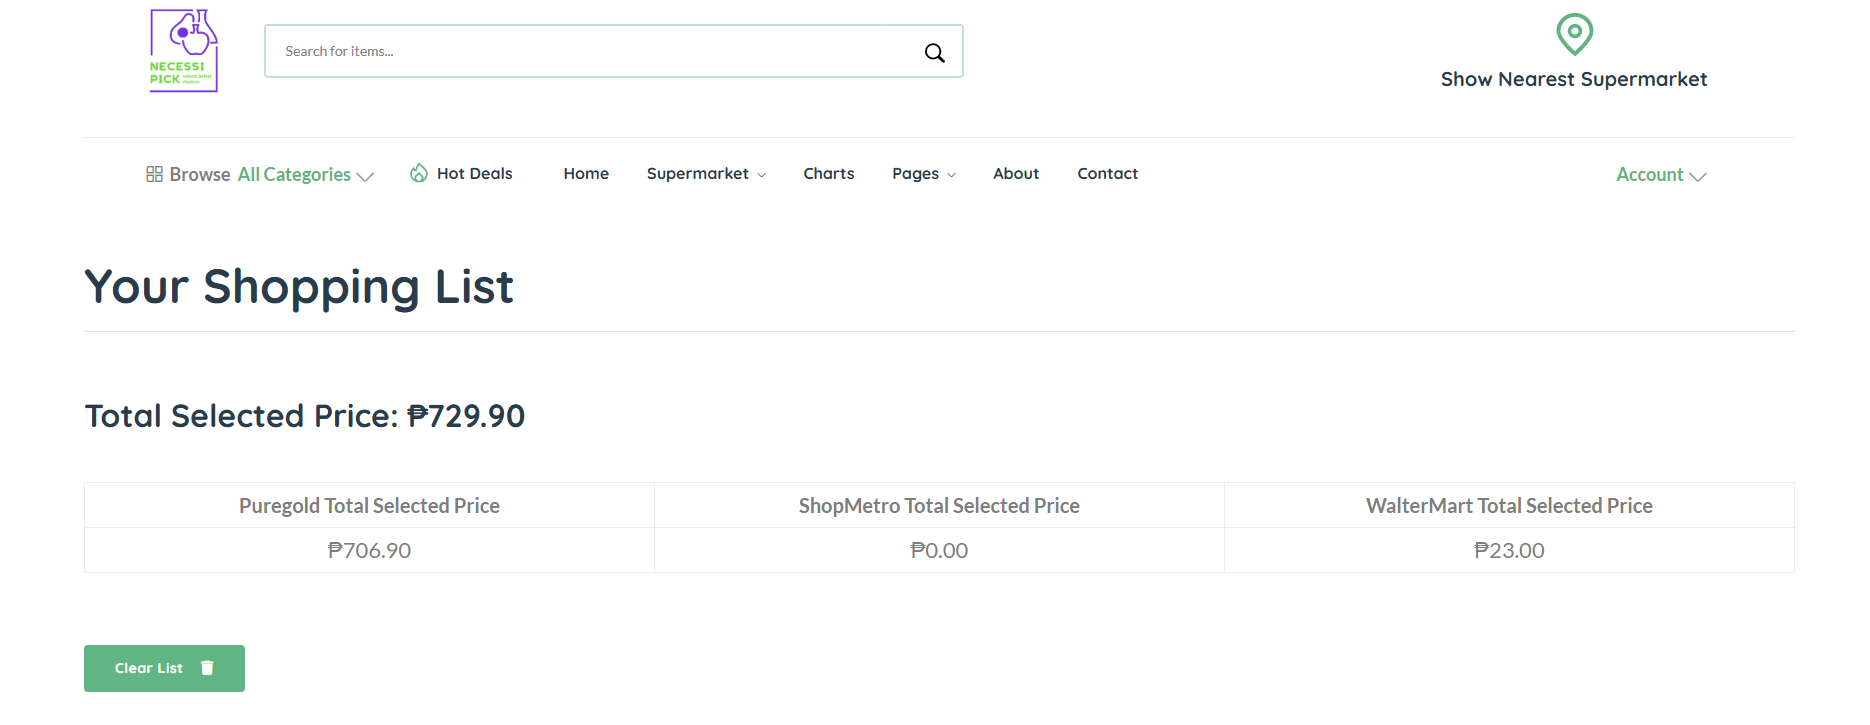 NECESSI
PICK
Search for items...
Show Nearest Supermarket
Browse All Categories
Hot Deals
Home
Supermarket
Charts
Pages
About
Contact
Account
Your Shopping List
Total Selected Price: ₱729.90
Puregold Total Selected Price
ShopMetro Total Selected Price
WalterMart Total Selected Price
₱706.90
₱0.00
₱23.00
Clear List